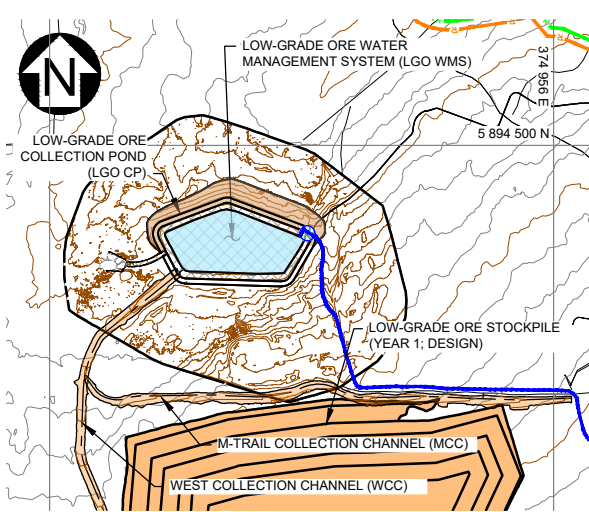 N
LOW-GRADE ORE WATER
MANAGEMENT SYSTEM (LGO WMS)
374 956 E
5 894 500 N
LOW-GRADE ORE
COLLECTION POND
(LGO CP)
LOW-GRADE ORE STOCKPILE
(YEAR 1; DESIGN)
M-TRAIL COLLECTION CHANNEL (MCC)
WEST COLLECTION CHANNEL (WCC)